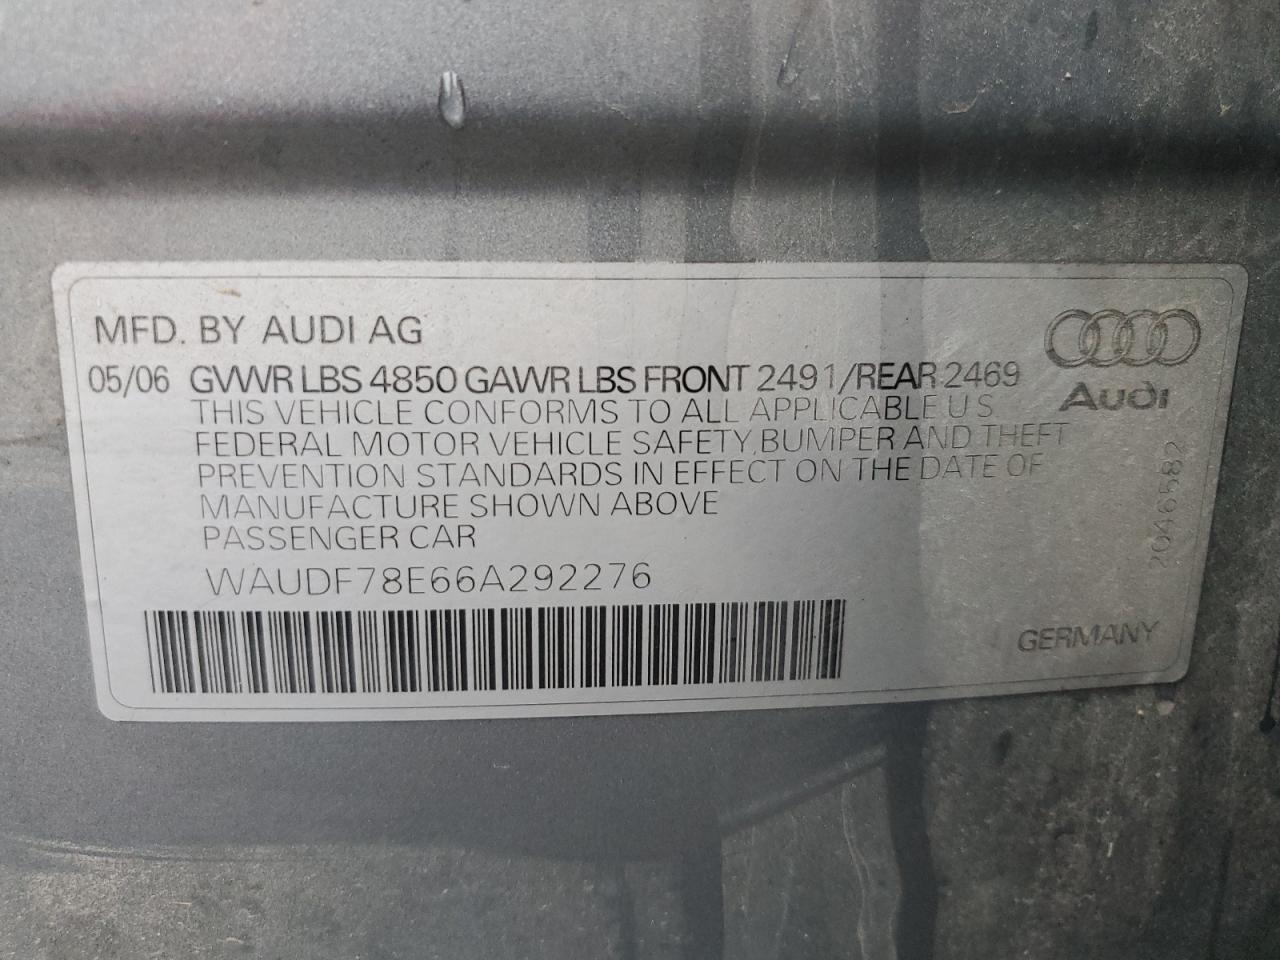 MFD. BY AUDI AG
05/06 GVWR LBS 4850 GAWR LBS FRONT 2491/REAR 2469
THIS VEHICLE CONFORMS TO ALL APPLICABLE U S
FEDERAL MOTOR VEHICLE SAFETY, BUMPER AND THEFT
PREVENTION STANDARDS IN EFFECT ON THE DATE OF
MANUFACTURE SHOWN ABOVE
PASSENGER CAR
WAUDF78E66A292276
Audi
2046582
GERMANY